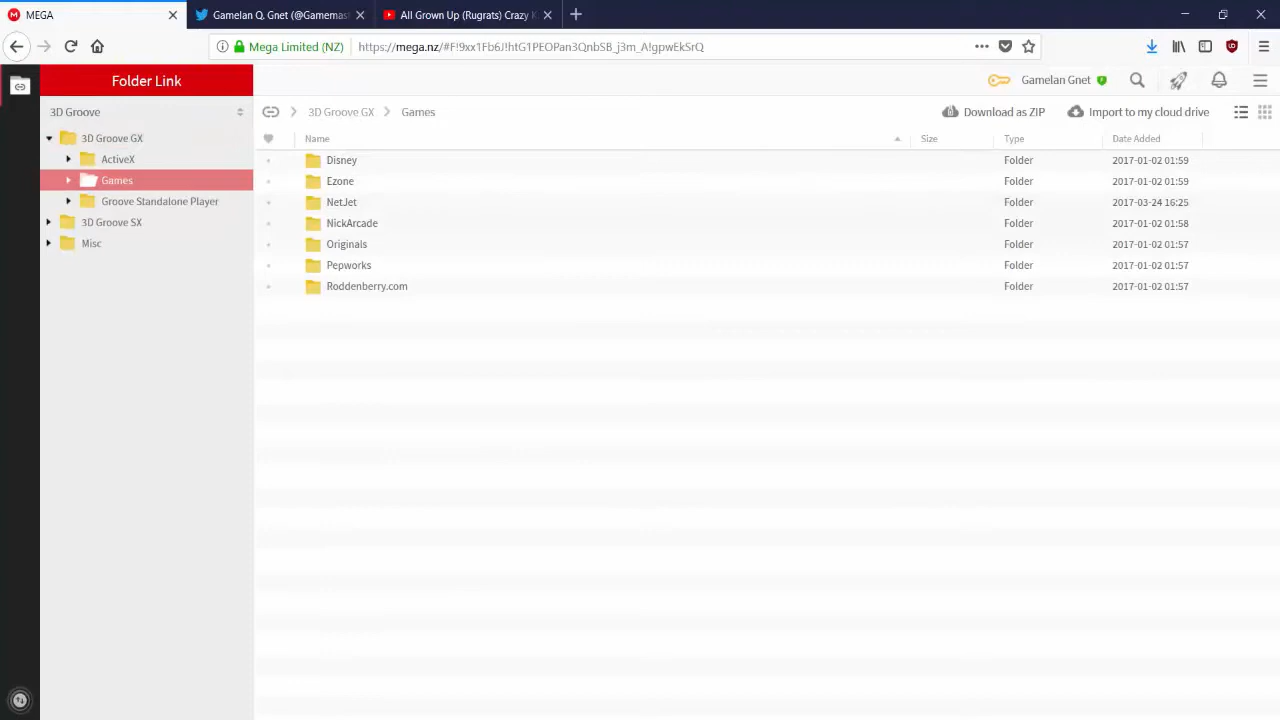 MEGA
Gamelan Q. Gnet (@Gamemast
All Grown Up (Rugrats) Crazy K
Mega Limited (NZ)
https://mega.nz/#F!9xx1Fb6J!htG1PEOPan3QnbSB_j3m_A!gpwEkSrQ
Folder Link
Gamelan Gnet
3D Groove
3D Groove GX
Games
Download as ZIP
Import to my cloud drive
3D Groove GX
ActiveX
Games
Groove Standalone Player
3D Groove SX
Misc
Name Size Type Date Added
Disney Folder 2017-01-02 01:59
Ezone Folder 2017-01-02 01:59
NetJet Folder 2017-03-24 16:25
NickArcade Folder 2017-01-02 01:58
Originals Folder 2017-01-02 01:57
Pepworks Folder 2017-01-02 01:57
Roddenberry.com Folder 2017-01-02 01:57